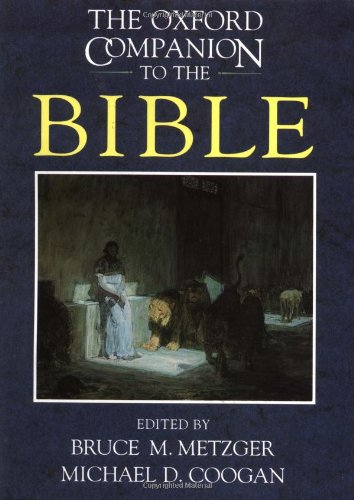 THE OXFORD
COMPANION
TO THE
BIBLE
EDITED BY
BRUCE M. METZGER
MICHAEL D. COOGAN